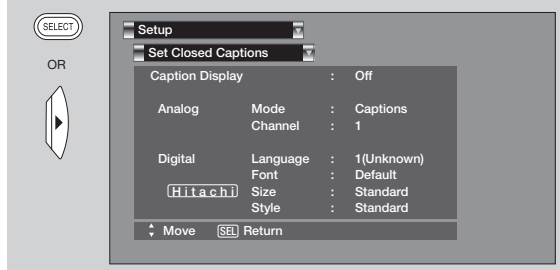 SELECT
OR
Setup
Set Closed Captions
Caption Display : Off
Analog Mode : Captions
Channel : 1
Digital Language : 1(Unknown)
Font : Default
Hitachi Size : Standard
Style : Standard
Move SEL Return